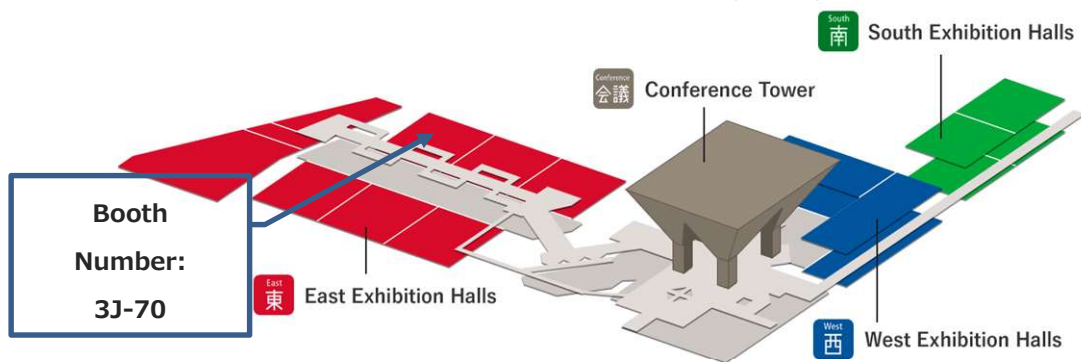 South
南
South Exhibition Halls
Conference
会議
Conference Tower
Booth
Number:
3J-70
East
東
East Exhibition Halls
West
西
West Exhibition Halls